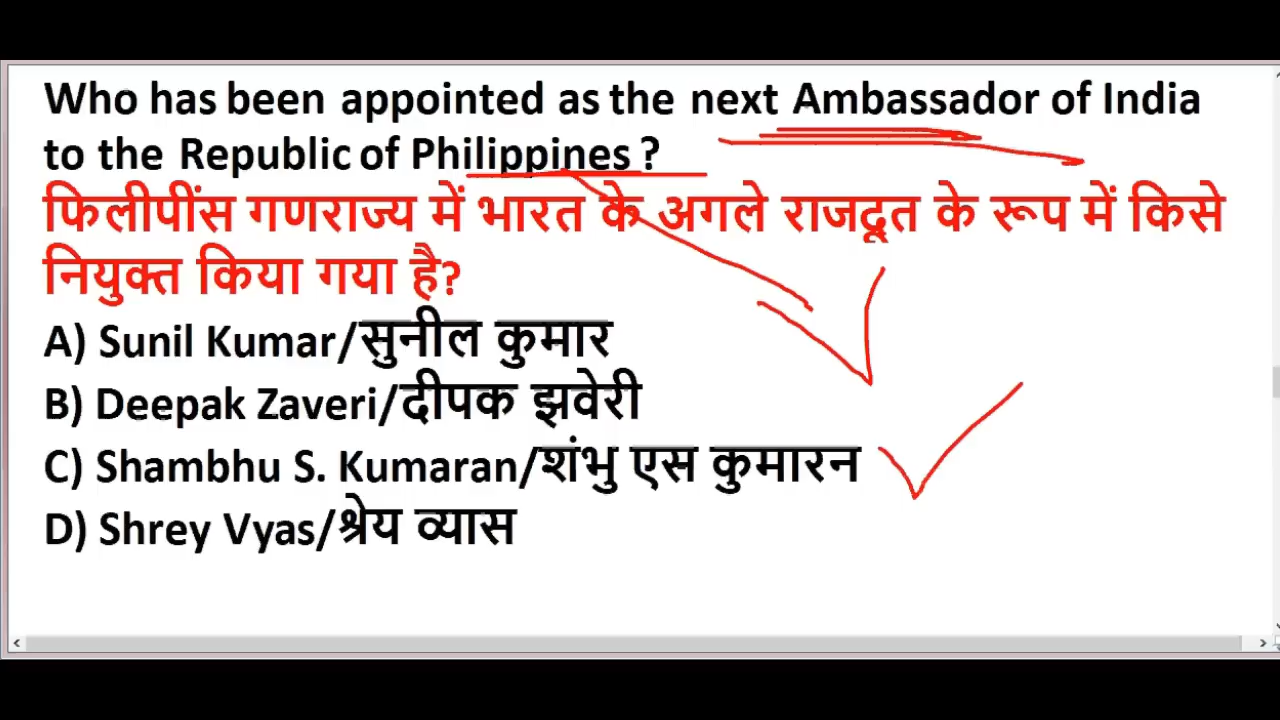 Who has been appointed as the next Ambassador of India
to the Republic of Philippines ?
फिलीपींस गणराज्य में भारत के अगले राजदूत के रूप में किसे
नियुक्त किया गया है?
A) Sunil Kumar/सुनील कुमार
B) Deepak Zaveri/दीपक झवेरी
C) Shambhu S. Kumaran/शंभु एस कुमारन
D) Shrey Vyas/श्रेय व्यास